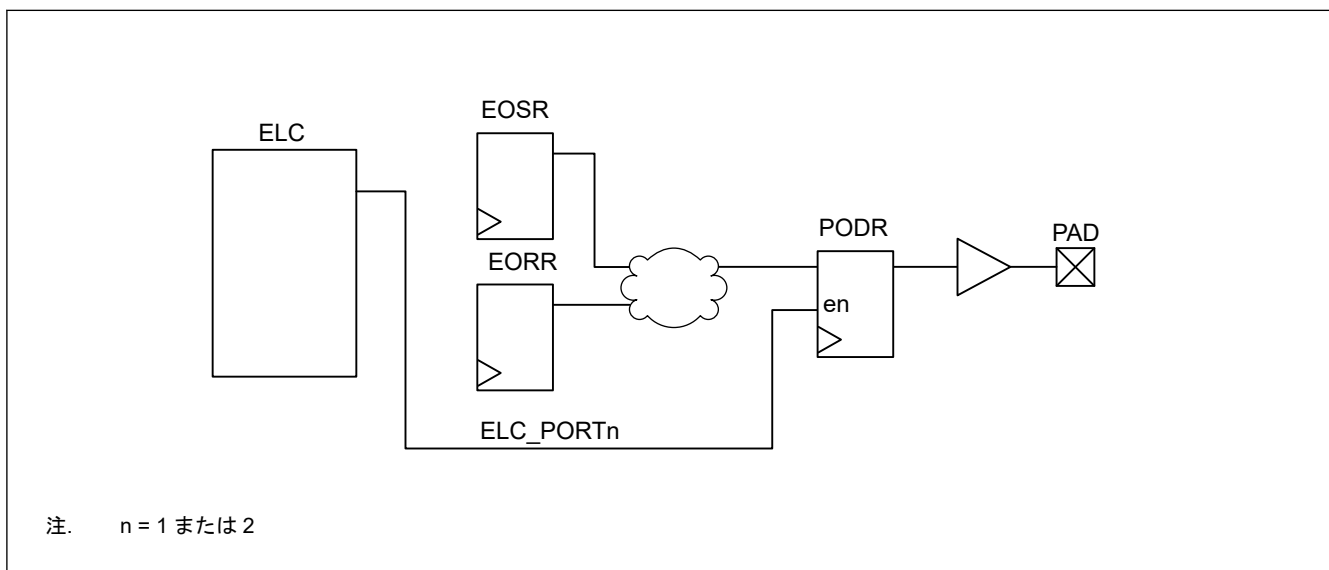 ELC
EOSR
EORR
PODR
en
PAD
ELC_PORTn
注. n = 1 または 2